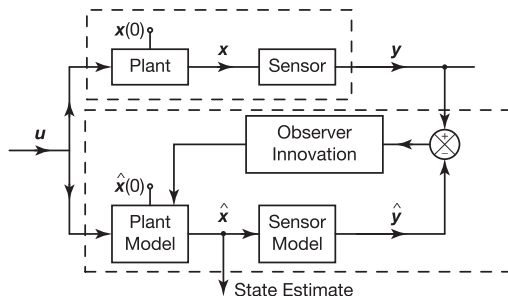 x(0)
x
y
Plant
Sensor
u
+
−
Observer
Innovation
x̂(0)
x̂
ŷ
Plant
Model
Sensor
Model
State Estimate